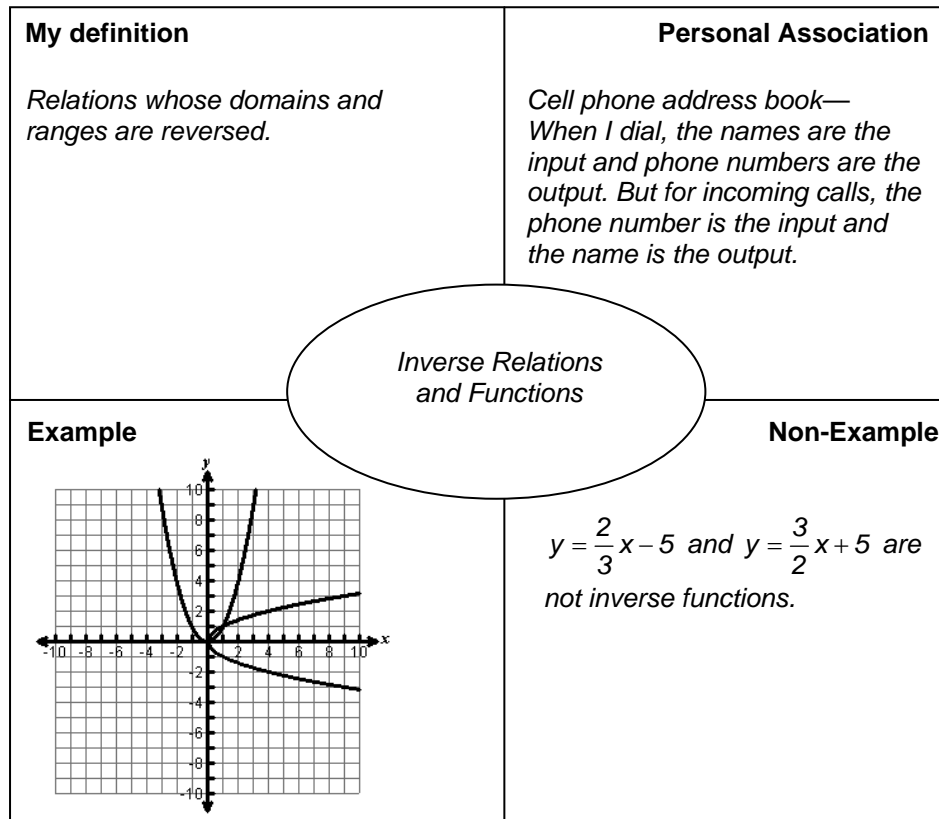 My definition
Relations whose domains and
ranges are reversed.
Personal Association
Cell phone address book—
When I dial, the names are the
input and phone numbers are the
output. But for incoming calls, the
phone number is the input and
the name is the output.
Inverse Relations
and Functions
Example
y
10
8
6
4
2
-10 -8 -6 -4 -2 2 4 6 8 10 x
-2
-4
-6
-8
-10
Non-Example
y = 2/3 x − 5 and y = 3/2 x + 5 are
not inverse functions.